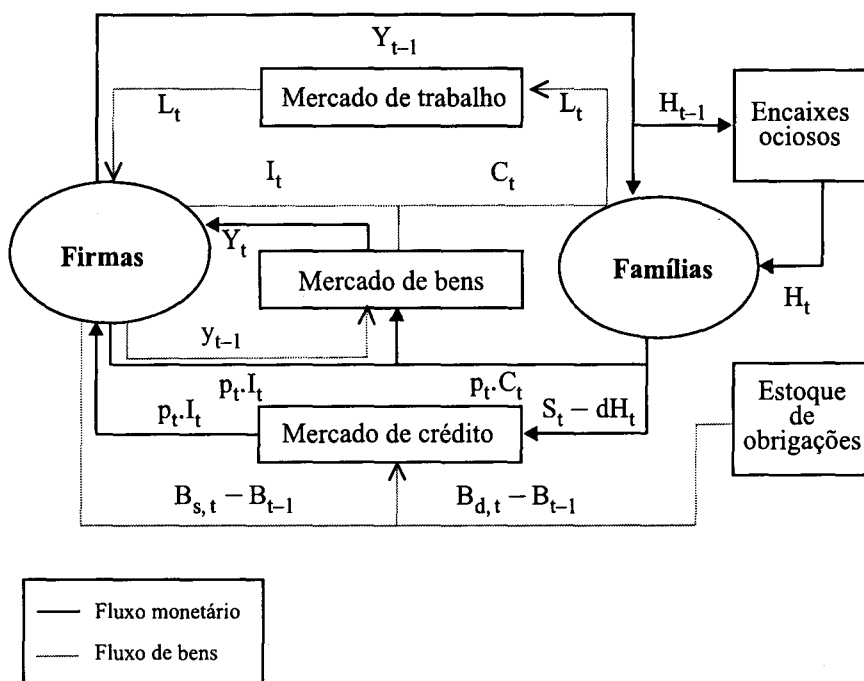 Y_{t–1}
Mercado de trabalho
L_t
L_t
H_{t–1}
Encaixes
ociosos
I_t
C_t
Firmas
Y_t
Mercado de bens
Famílias
H_t
y_{t–1}
p_t.I_t
p_t.C_t
p_t.I_t
Mercado de crédito
S_t – dH_t
Estoque
de
obrigações
B_{s, t} – B_{t–1}
B_{d, t} – B_{t–1}
Fluxo monetário
Fluxo de bens